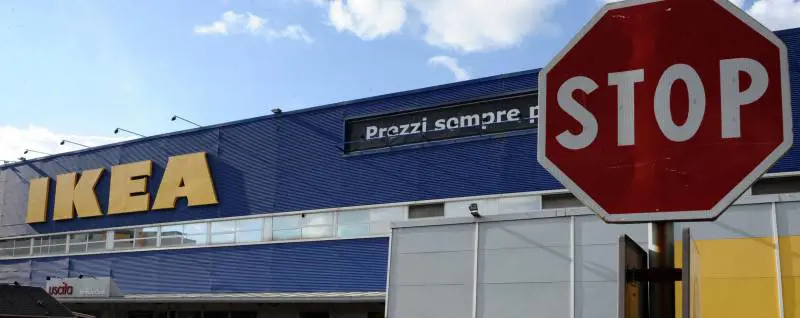 IKEA
Prezzi sempre
STOP
uscita